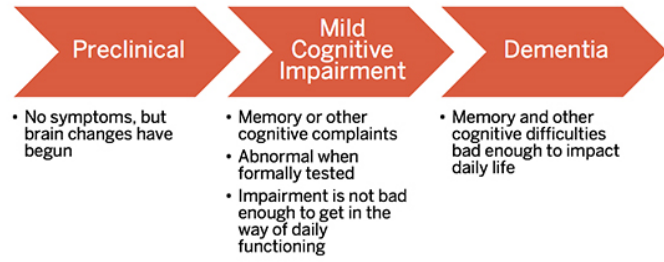 Preclinical
• No symptoms, but
brain changes have
begun
Mild
Cognitive
Impairment
• Memory or other
cognitive complaints
• Abnormal when
formally tested
• Impairment is not bad
enough to get in the
way of daily
functioning
Dementia
• Memory and other
cognitive difficulties
bad enough to impact
daily life